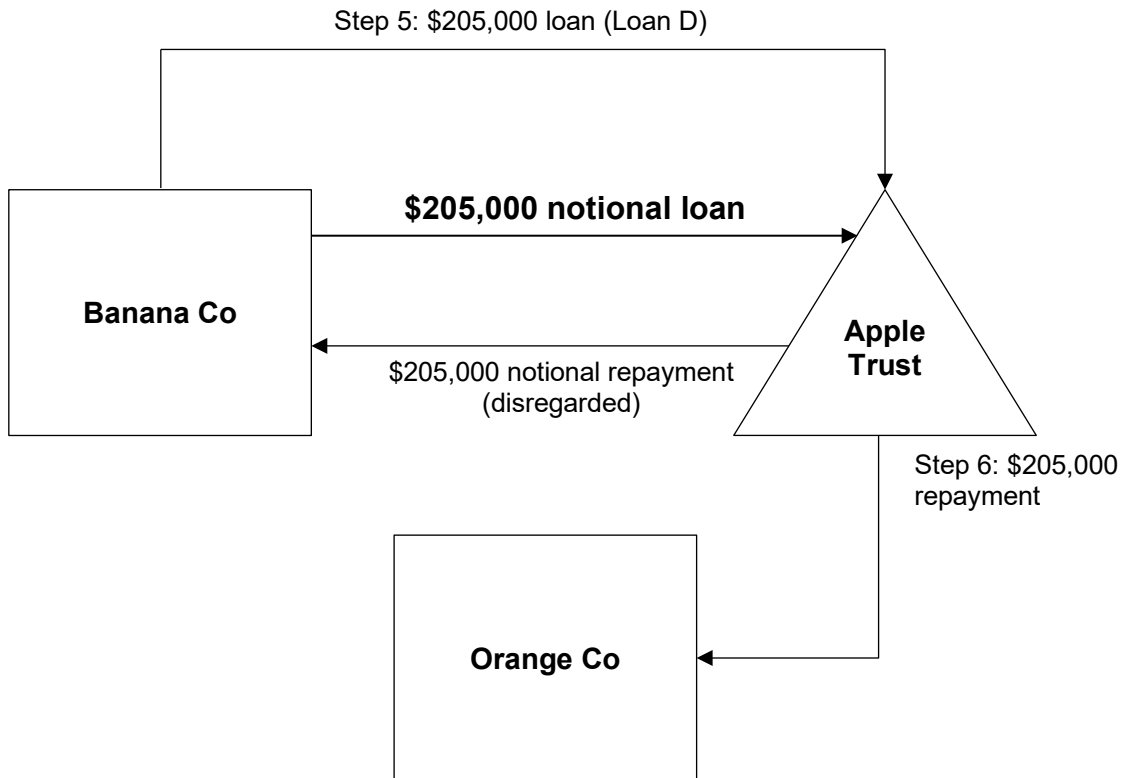 Step 5: $205,000 loan (Loan D)
$205,000 notional loan
Banana Co
Apple
Trust
$205,000 notional repayment
(disregarded)
Step 6: $205,000
repayment
Orange Co